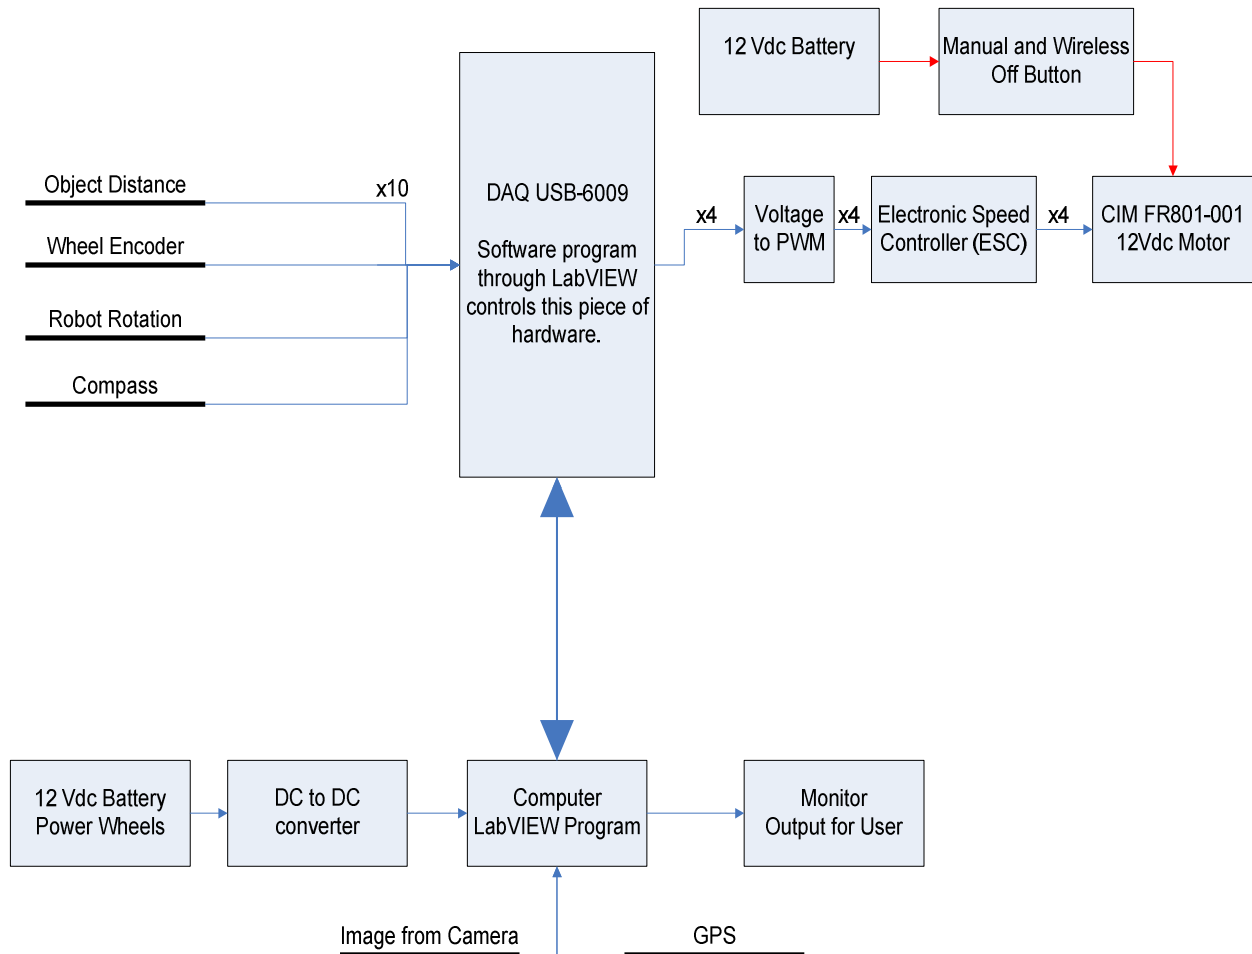 12 Vdc Battery
Manual and Wireless
Off Button
Object Distance
x10
Wheel Encoder
Robot Rotation
Compass
DAQ USB-6009
Software program
through LabVIEW
controls this piece of
hardware.
x4
Voltage
to PWM
x4
Electronic Speed
Controller (ESC)
x4
CIM FR801-001
12Vdc Motor
12 Vdc Battery
Power Wheels
DC to DC
converter
Computer
LabVIEW Program
Monitor
Output for User
Image from Camera
GPS